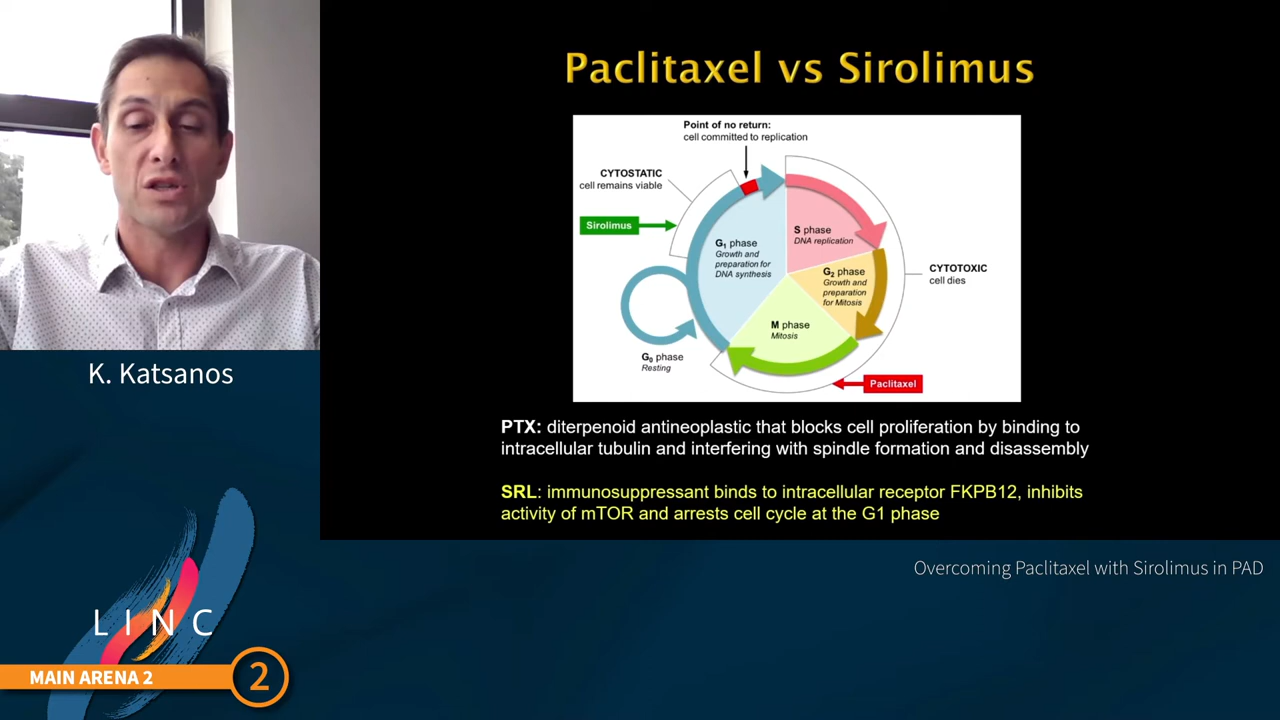 Paclitaxel vs Sirolimus
Point of no return:
cell committed to replication
CYTOSTATIC
cell remains viable
Sirolimus
G1 phase
Growth and
preparation for
DNA synthesis
S phase
DNA replication
G2 phase
Growth and
preparation
for Mitosis
CYTOTOXIC
cell dies
M phase
Mitosis
G0 phase
Resting
Paclitaxel
PTX: diterpenoid antineoplastic that blocks cell proliferation by binding to
intracellular tubulin and interfering with spindle formation and disassembly
SRL: immunosuppressant binds to intracellular receptor FKPB12, inhibits
activity of mTOR and arrests cell cycle at the G1 phase
K. Katsanos
Overcoming Paclitaxel with Sirolimus in PAD
LINC
MAIN ARENA 2
2